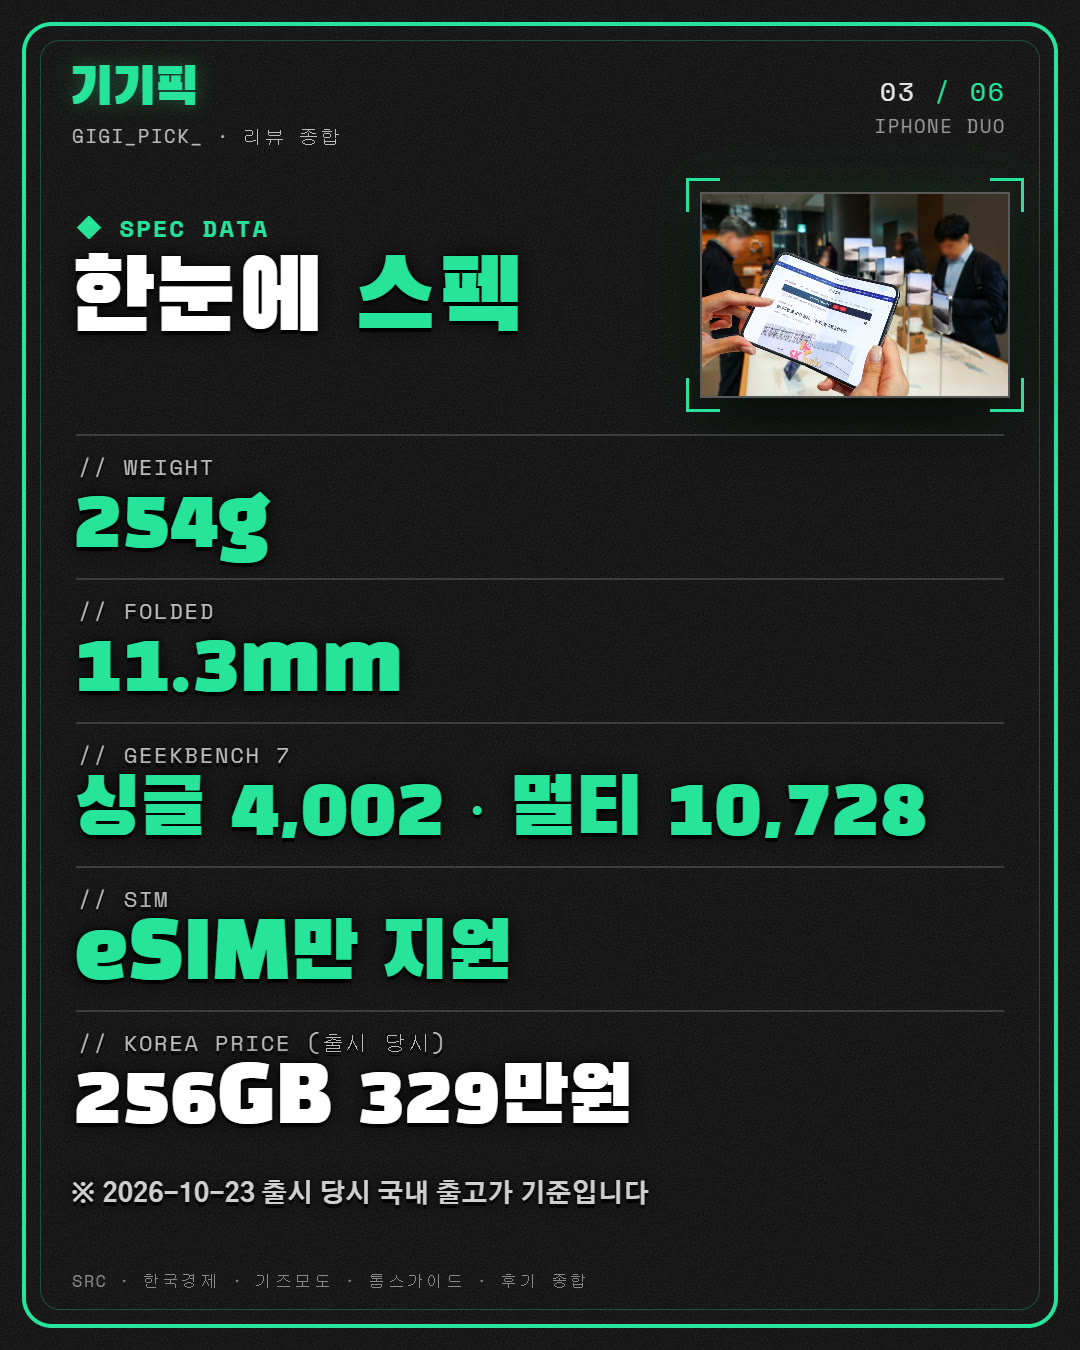 기기픽
GIGI_PICK_ · 리뷰 종합
03 / 06
IPHONE DUO
◆ SPEC DATA
한눈에 스펙
// WEIGHT
254g
// FOLDED
11.3mm
// GEEKBENCH 7
싱글 4,002 · 멀티 10,728
// SIM
eSIM만 지원
// KOREA PRICE (출시 당시)
256GB 329만원
※ 2026-10-23 출시 당시 국내 출고가 기준입니다
SRC · 한국경제 · 기즈모도 · 톰스가이드 · 후기 종합